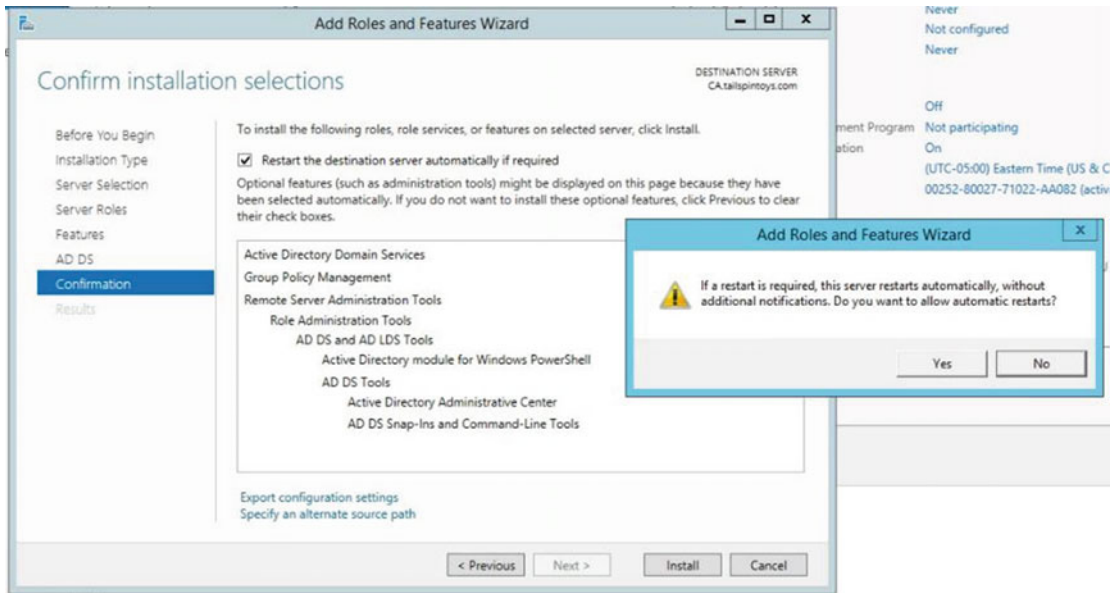 Add Roles and Features Wizard
Confirm installation selections
DESTINATION SERVER
CA.tailspintoys.com
Before You Begin
Installation Type
Server Selection
Server Roles
Features
AD DS
Confirmation
Results
To install the following roles, role services, or features on selected server, click Install.
Restart the destination server automatically if required
Optional features (such as administration tools) might be displayed on this page because they have
been selected automatically. If you do not want to install these optional features, click Previous to clear
their check boxes.
Active Directory Domain Services
Group Policy Management
Remote Server Administration Tools
Role Administration Tools
AD DS and AD LDS Tools
Active Directory module for Windows PowerShell
AD DS Tools
Active Directory Administrative Center
AD DS Snap-Ins and Command-Line Tools
Export configuration settings
Specify an alternate source path
< Previous
Next >
Install
Cancel
Never
Not configured
Never
Off
ment Program Not participating
ation On
(UTC-05:00) Eastern Time (US & C
00252-80027-71022-AA082 (activ
Add Roles and Features Wizard
If a restart is required, this server restarts automatically, without
additional notifications. Do you want to allow automatic restarts?
Yes
No